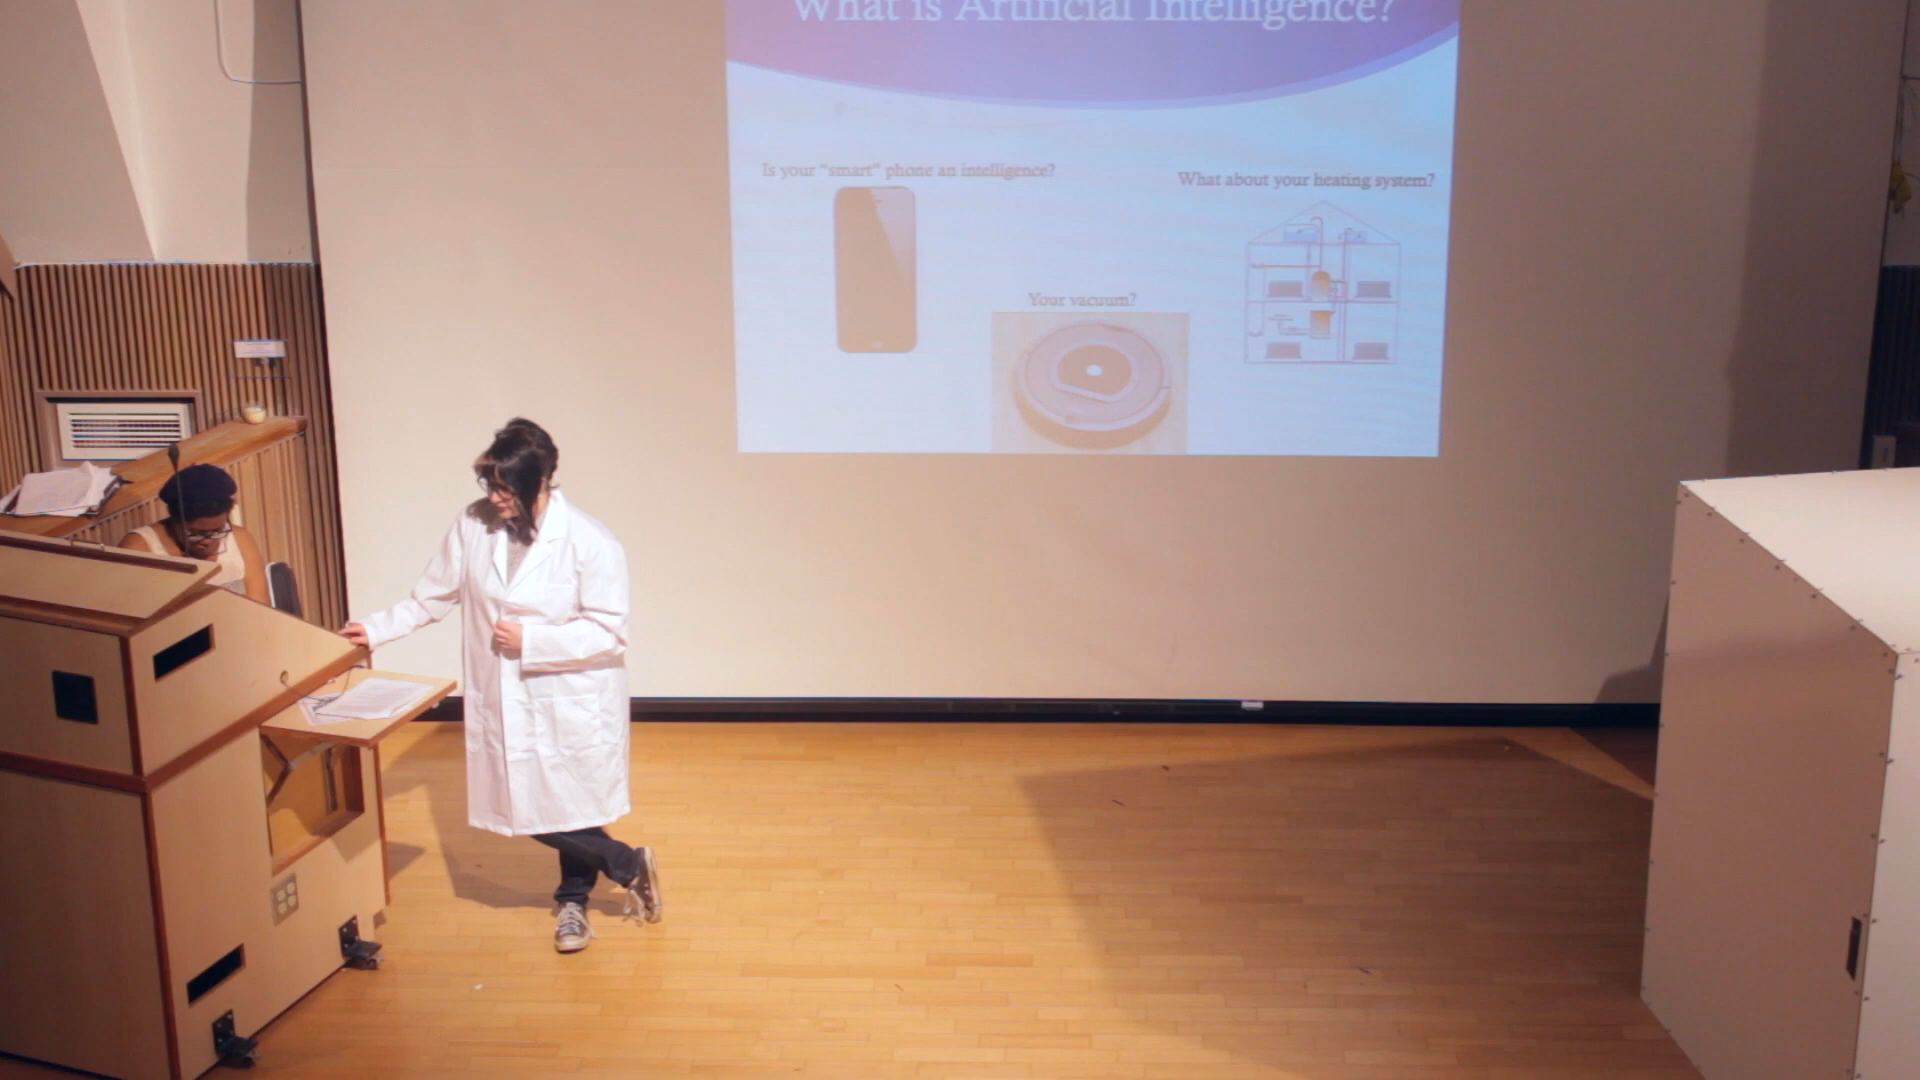 What is Artificial Intelligence?
Is your "smart" phone an intelligence?
What about your heating system?
Your vacuum?